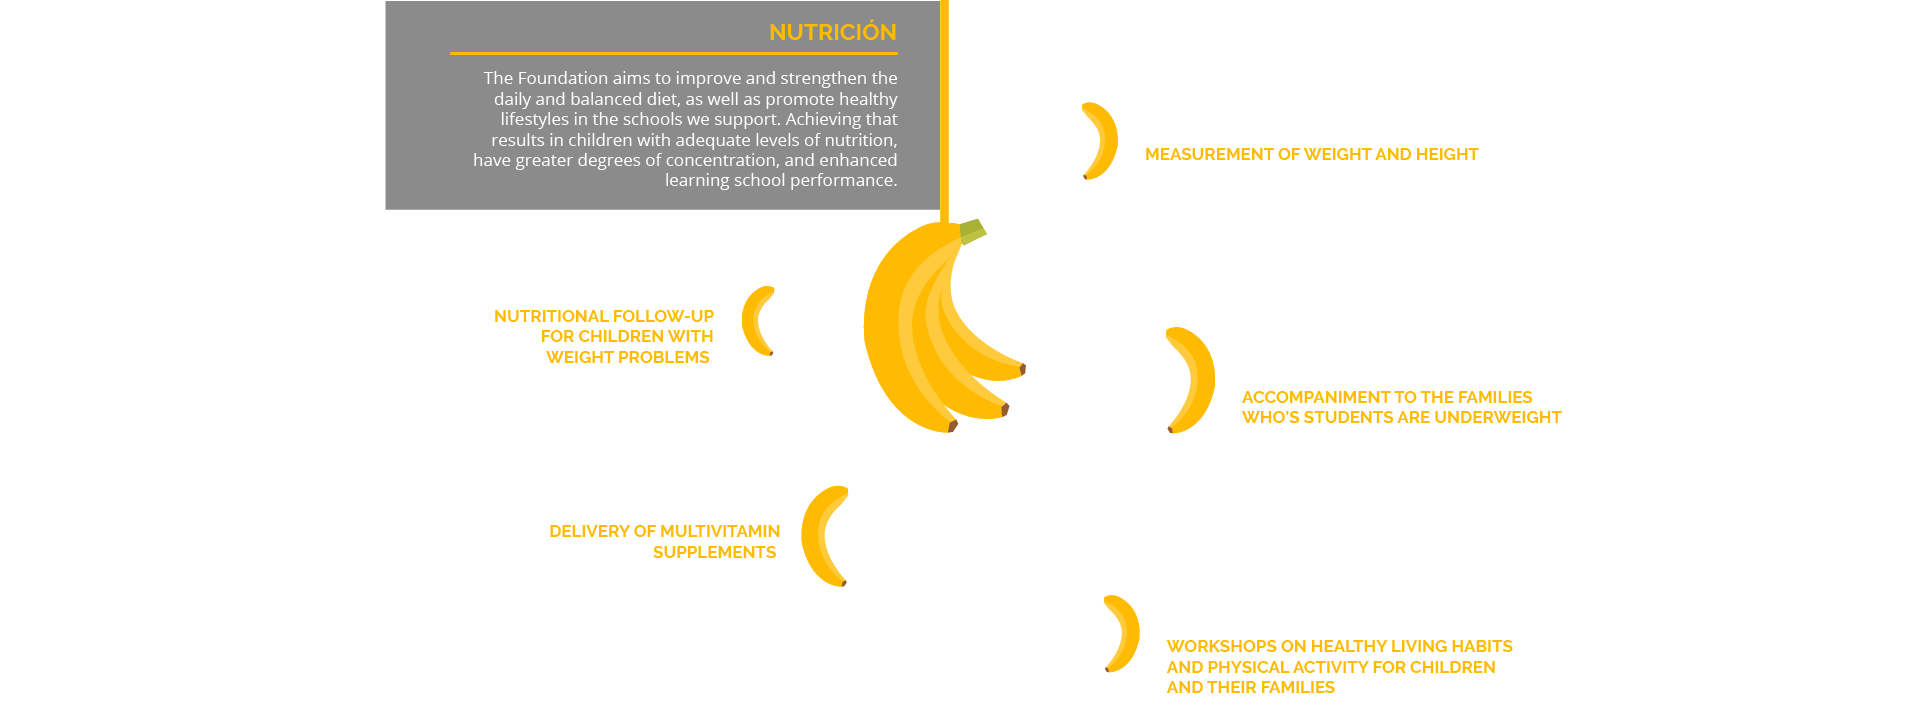 NUTRICIÓN
The Foundation aims to improve and strengthen the
daily and balanced diet, as well as promote healthy
lifestyles in the schools we support. Achieving that
results in children with adequate levels of nutrition,
have greater degrees of concentration, and enhanced
learning school performance.
MEASUREMENT OF WEIGHT AND HEIGHT
NUTRITIONAL FOLLOW-UP
FOR CHILDREN WITH
WEIGHT PROBLEMS
ACCOMPANIMENT TO THE FAMILIES
WHO'S STUDENTS ARE UNDERWEIGHT
DELIVERY OF MULTIVITAMIN
SUPPLEMENTS
WORKSHOPS ON HEALTHY LIVING HABITS
AND PHYSICAL ACTIVITY FOR CHILDREN
AND THEIR FAMILIES